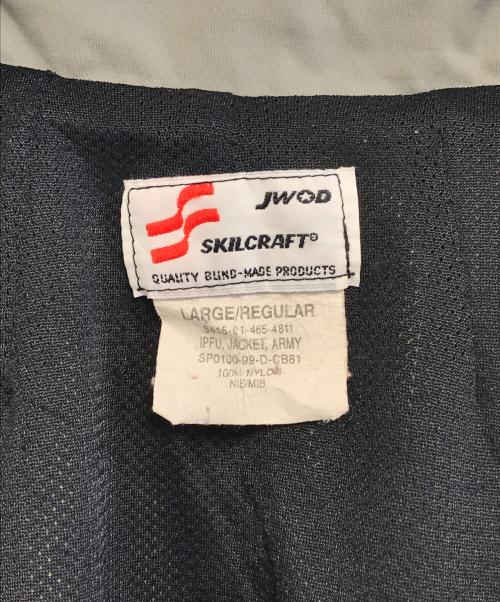 JWOD
SKILCRAFT®
QUALITY BLIND-MADE PRODUCTS
LARGE/REGULAR
8415-01-465-4811
IPFU, JACKET, ARMY
SP0100-99-D-CB81
100% NYLON
NIB/MIB